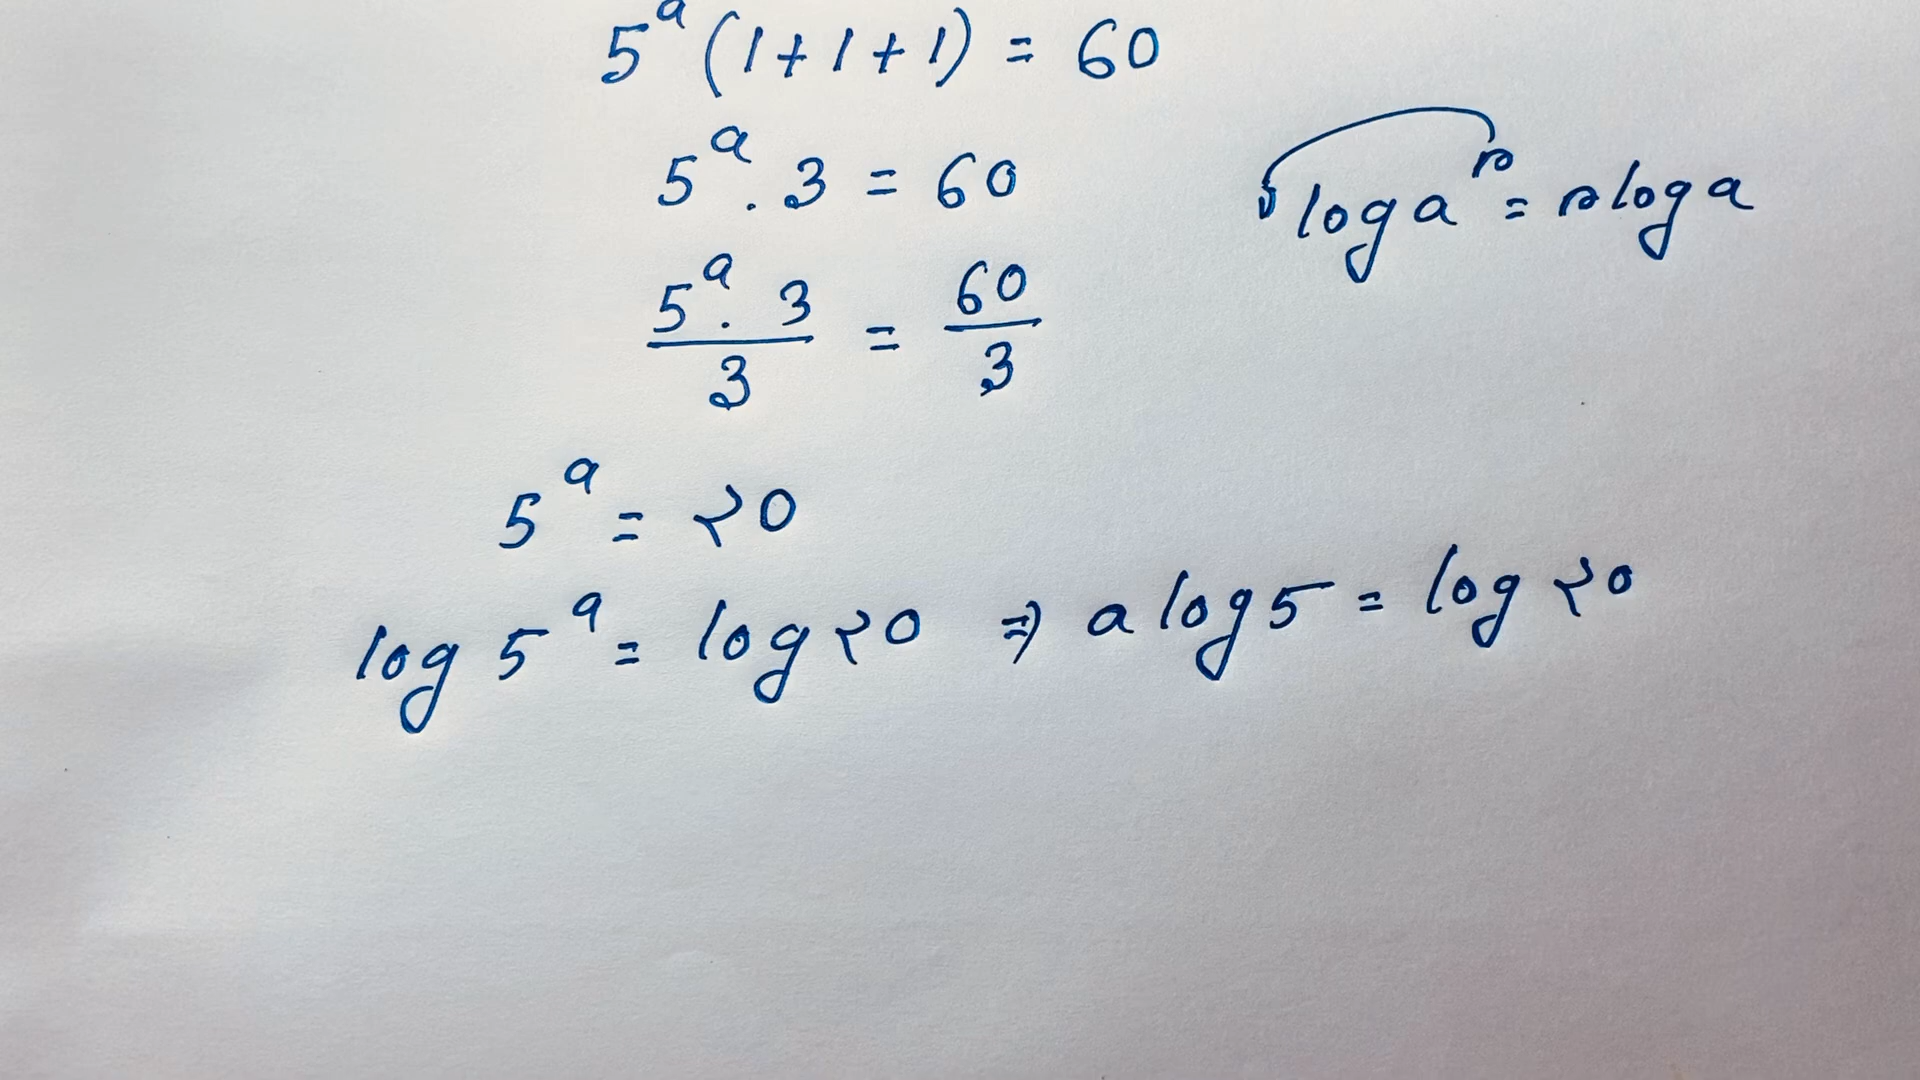 5^a (1+1+1) = 60
5^a . 3 = 60
log a^n = n log a
5^a . 3 / 3 = 60 / 3
5^a = 20
log 5^a = log 20 ⇒ a log 5 = log 20